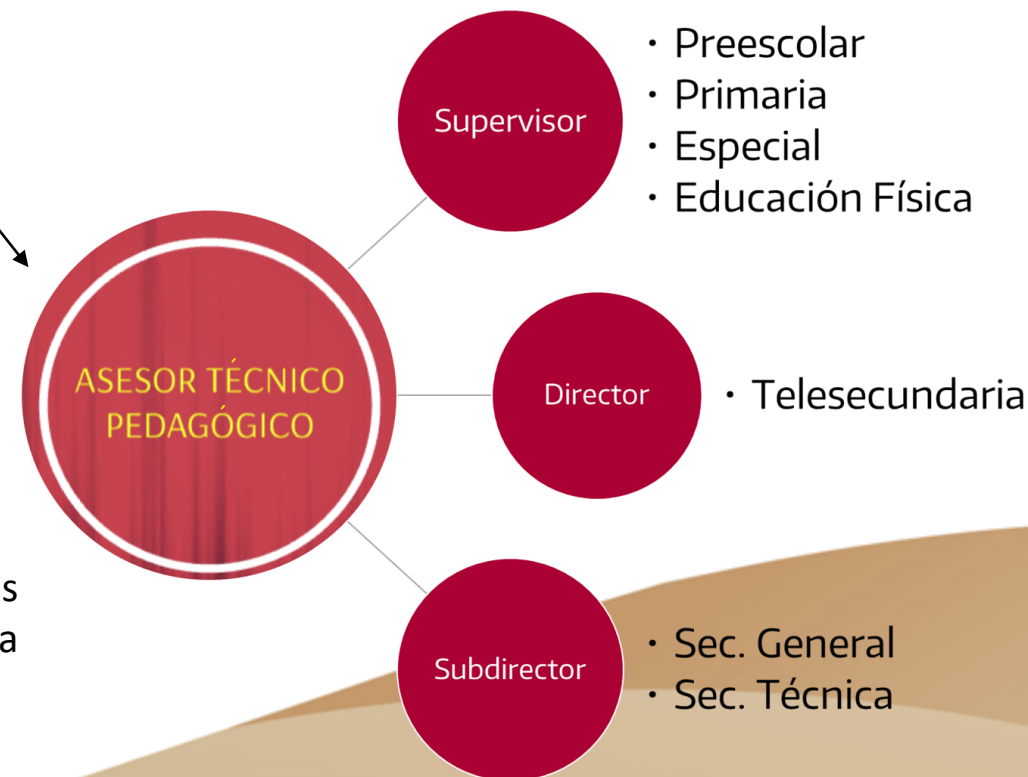 Supervisor
· Preescolar
· Primaria
· Especial
· Educación Física
ASESOR TÉCNICO
PEDAGÓGICO
Director
· Telesecundaria
s
a
Subdirector
· Sec. General
· Sec. Técnica